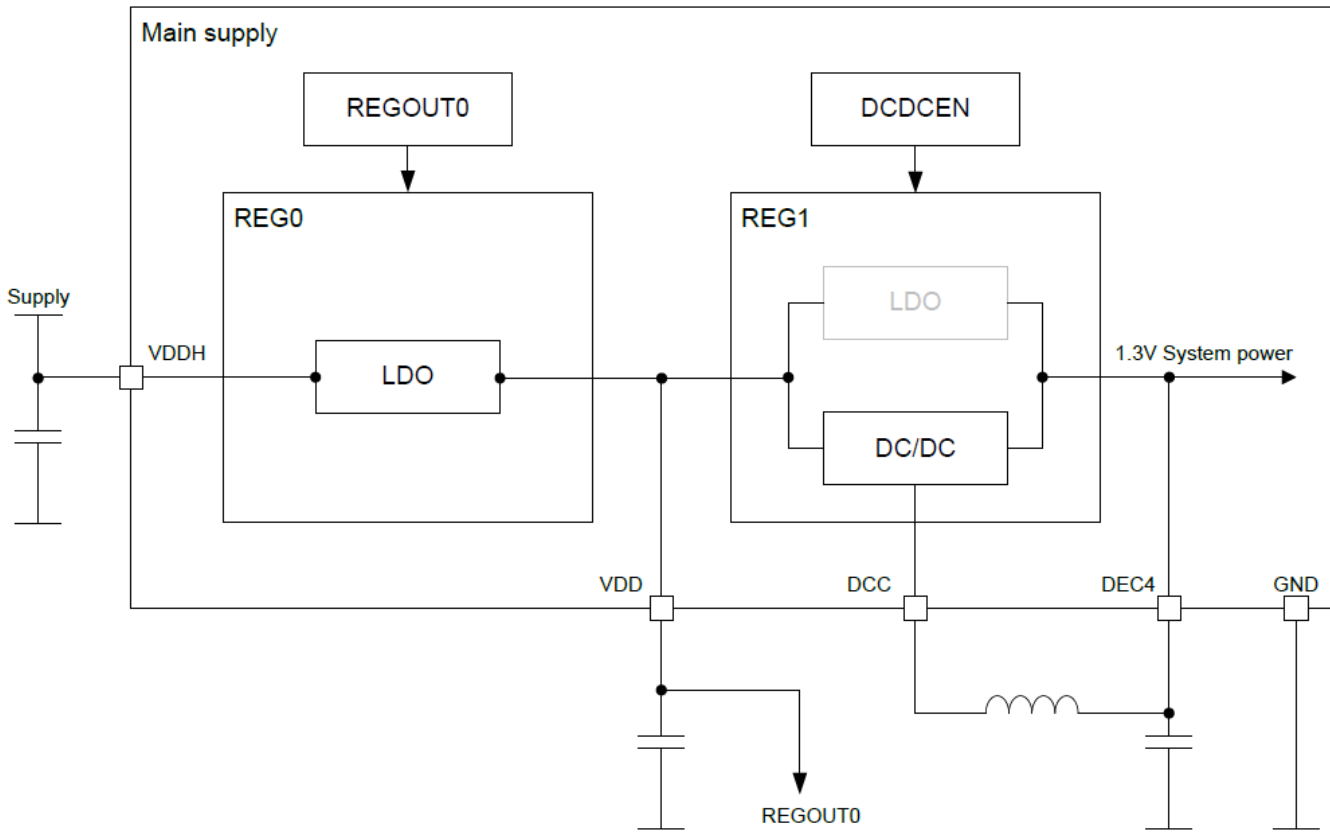 Main supply
REGOUT0
DCDCEN
REG0
REG1
Supply
LDO
VDDH
LDO
1.3V System power
DC/DC
VDD
DCC
DEC4
GND
REGOUT0